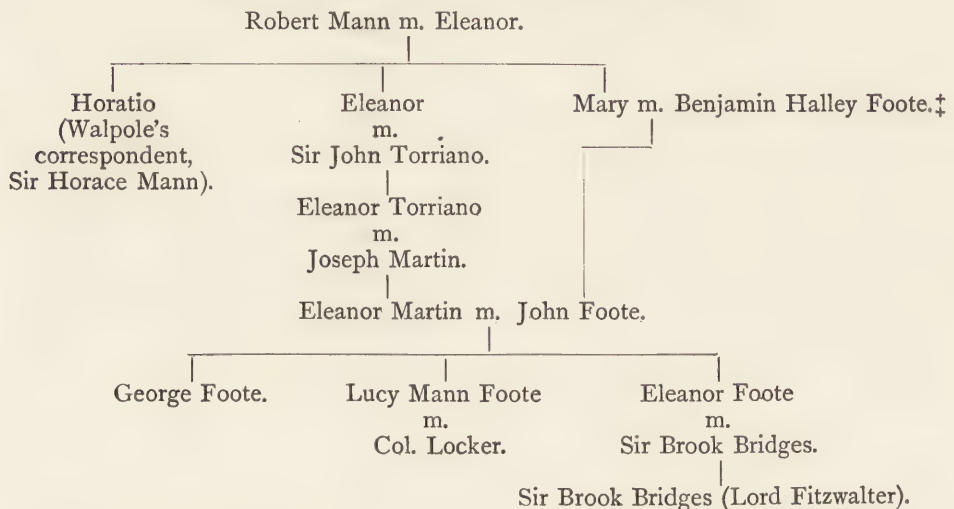 Robert Mann m. Eleanor.
Horatio
(Walpole's
correspondent,
Sir Horace Mann).
Eleanor
m.
Sir John Torriano.
Eleanor Torriano
m.
Joseph Martin.
Mary m. Benjamin Halley Foote.‡
Eleanor Martin m. John Foote.
George Foote.
Lucy Mann Foote
m.
Col. Locker.
Eleanor Foote
m.
Sir Brook Bridges.
Sir Brook Bridges (Lord Fitzwalter).